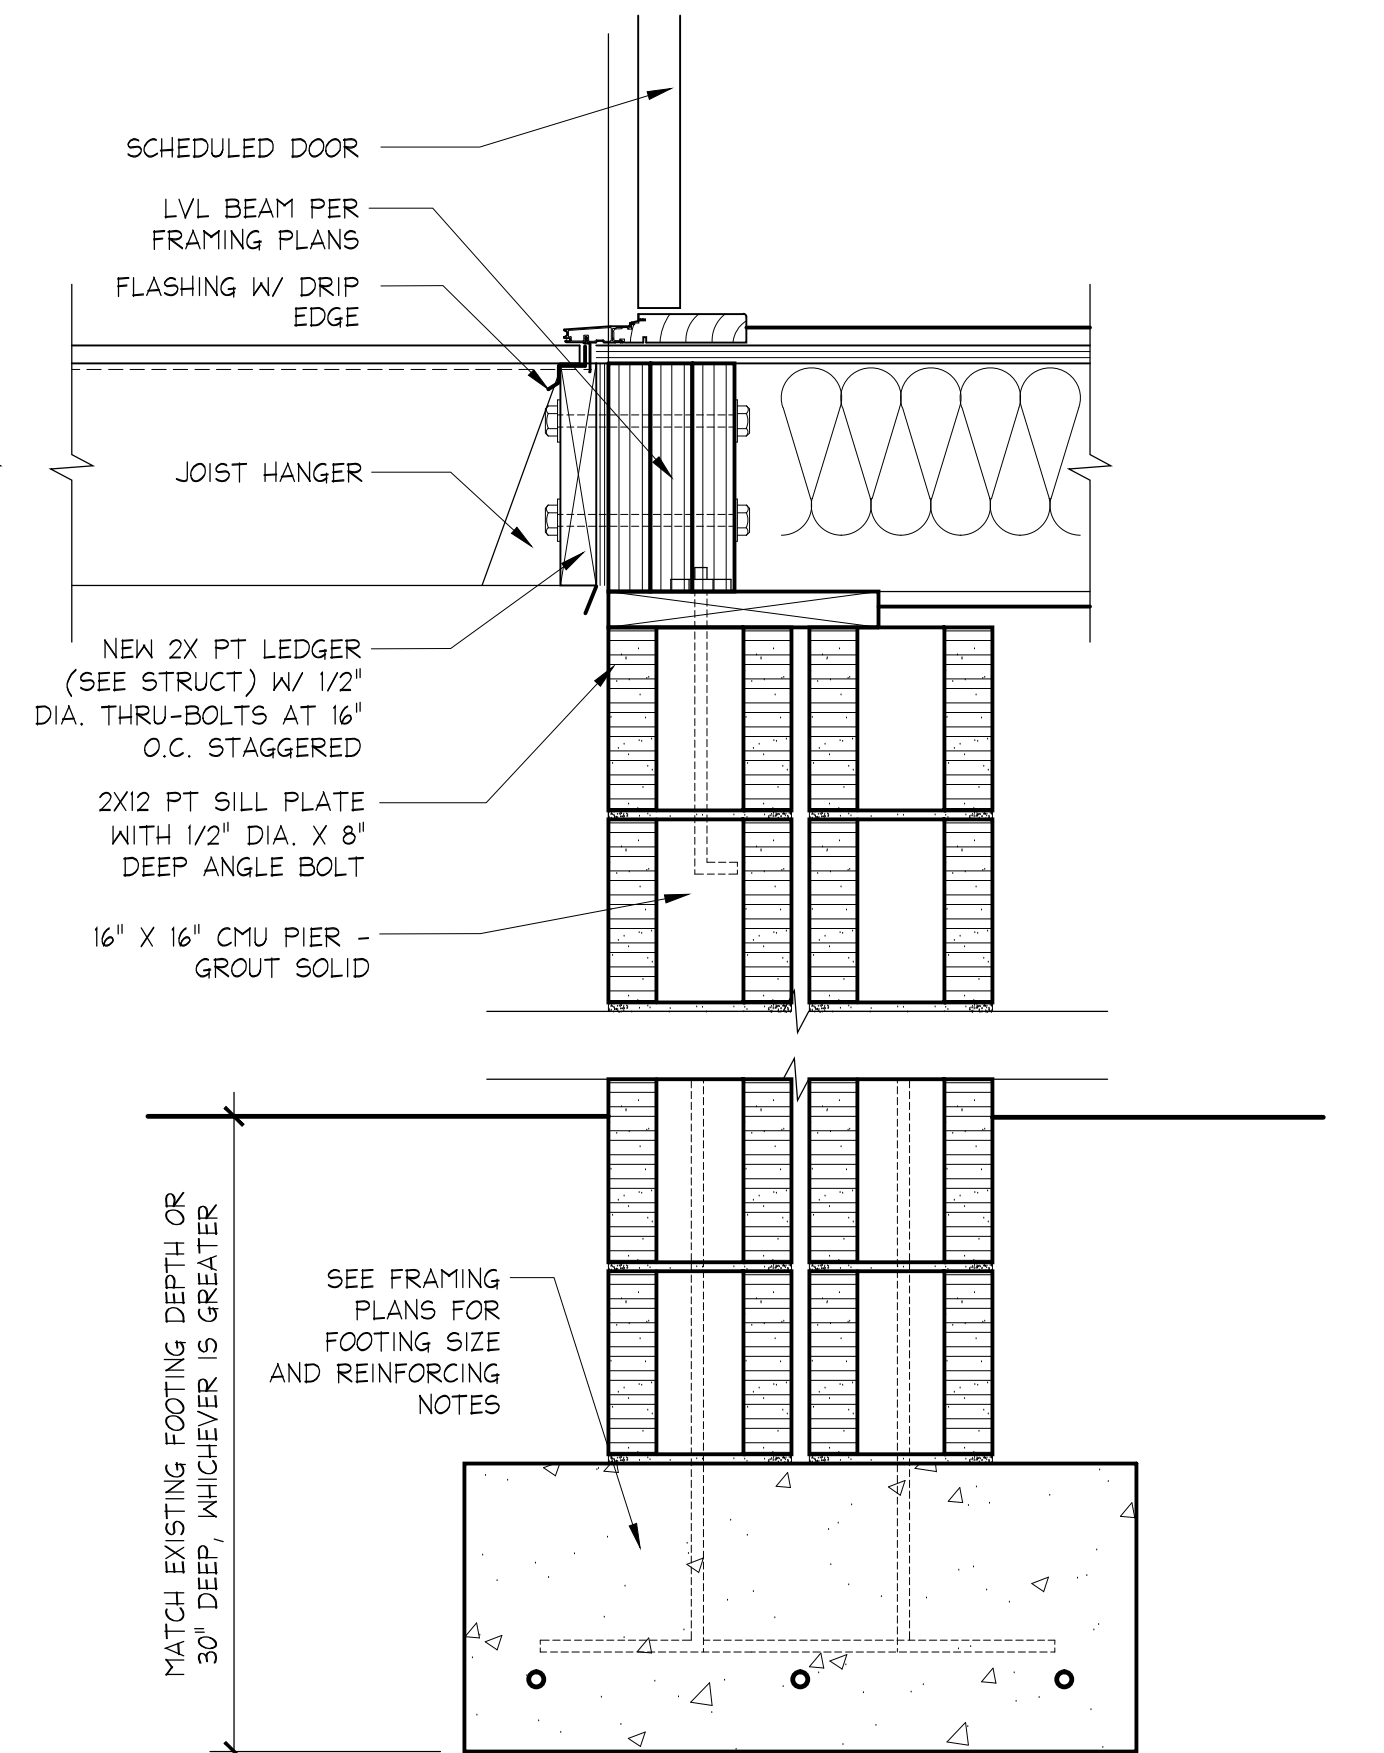 SCHEDULED DOOR
LVL BEAM PER
FRAMING PLANS
FLASHING W/ DRIP
EDGE
JOIST HANGER
NEW 2X PT LEDGER
(SEE STRUCT) W/ 1/2"
DIA. THRU-BOLTS AT 16"
O.C. STAGGERED
2X12 PT SILL PLATE
WITH 1/2" DIA. X 8"
DEEP ANGLE BOLT
16" X 16" CMU PIER -
GROUT SOLID
MATCH EXISTING FOOTING DEPTH OR
30" DEEP, WHICHEVER IS GREATER
SEE FRAMING
PLANS FOR
FOOTING SIZE
AND REINFORCING
NOTES